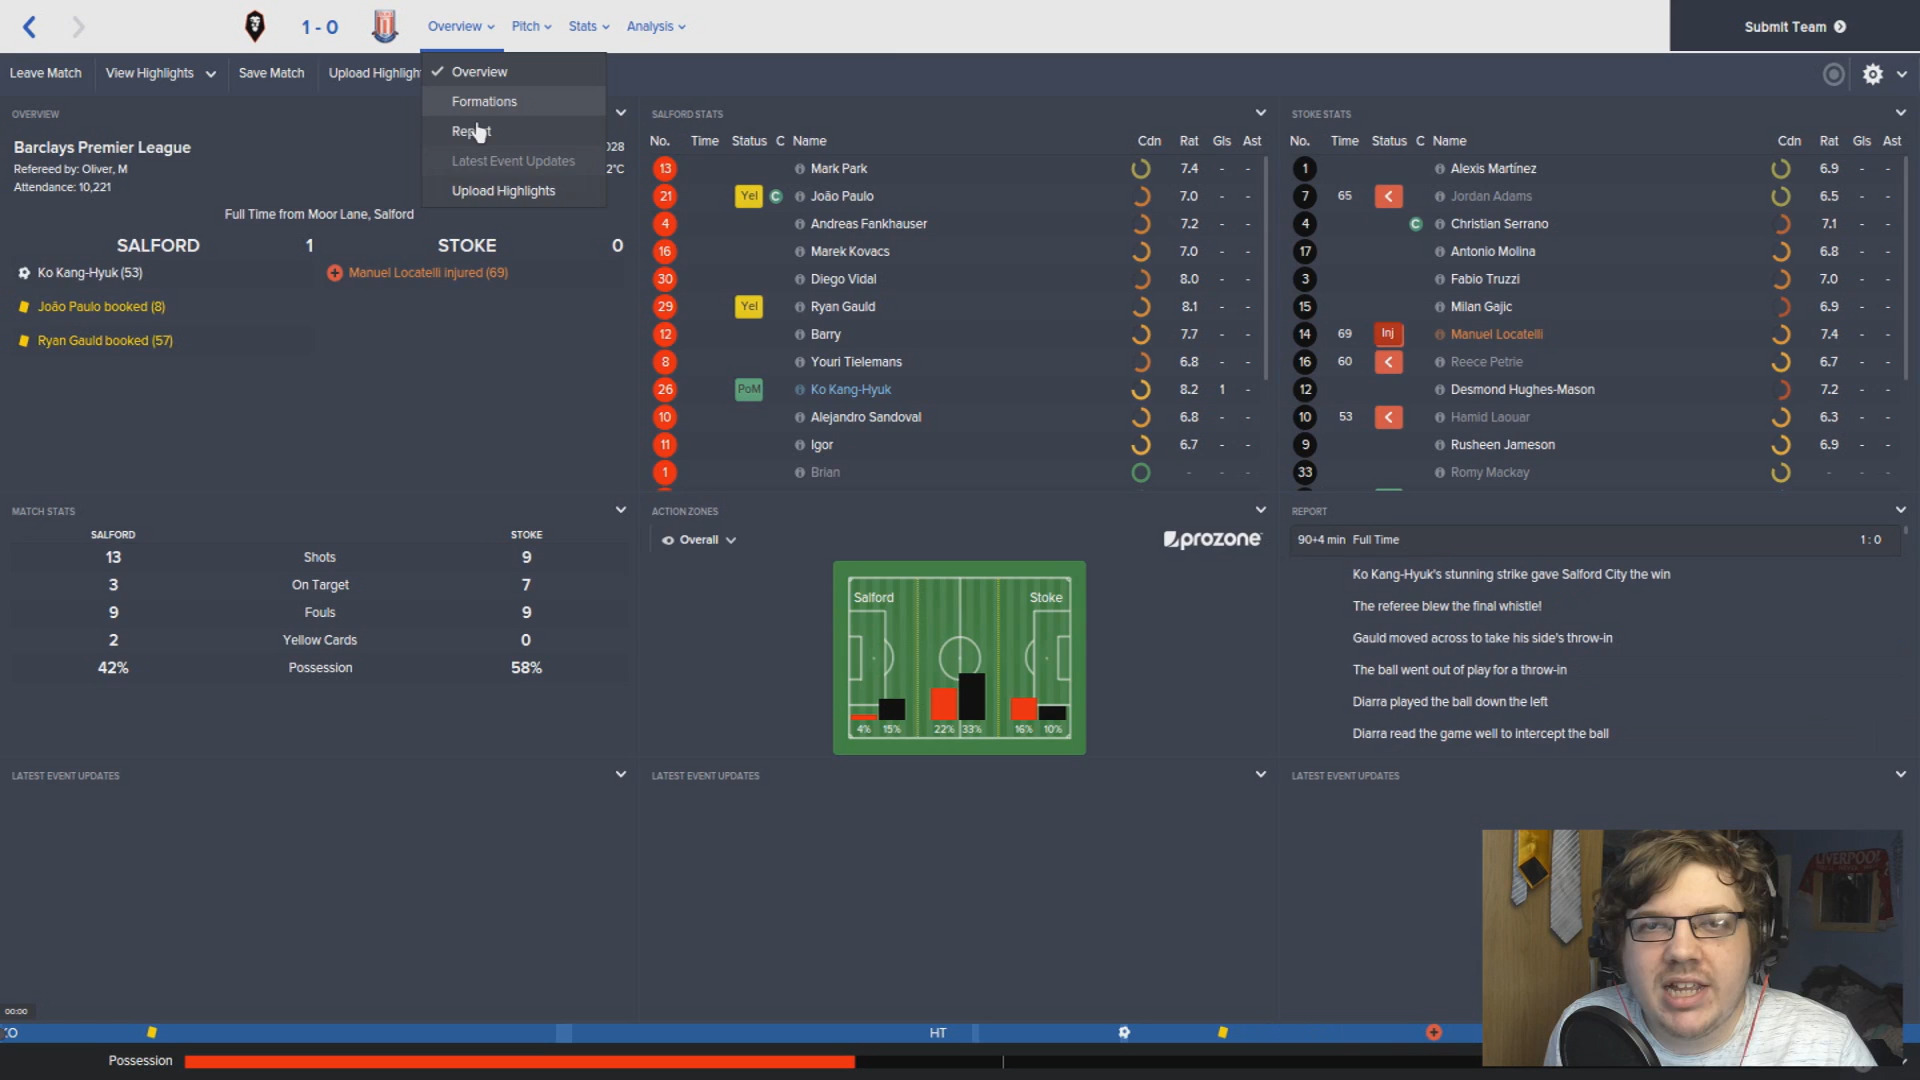 1 - 0
Overview
Pitch
Stats
Analysis
Submit Team
Leave Match
View Highlights
Save Match
Upload Highligh
Overview
Formations
Latest Event Updates
Upload Highlights
OVERVIEW
Barclays Premier League
Refereed by: Oliver, M
Attendance: 10,221
028
2°C
Full Time from Moor Lane, Salford
SALFORD 1 STOKE 0
Ko Kang-Hyuk (53) Manuel Locatelli injured (69)
João Paulo booked (8)
Ryan Gauld booked (57)
SALFORD STATS
No. Time Status C Name Cdn Rat Gls Ast
13 Mark Park 7.4 - -
21 Yel C João Paulo 7.0 - -
4 Andreas Fankhauser 7.2 - -
16 Marek Kovacs 7.0 - -
30 Diego Vidal 8.0 - -
29 Yel Ryan Gauld 8.1 - -
12 Barry 7.7 - -
8 Youri Tielemans 6.8 - -
26 PoM Ko Kang-Hyuk 8.2 1 -
10 Alejandro Sandoval 6.8 - -
11 Igor 6.7 - -
1 Brian - - -
STOKE STATS
No. Time Status C Name Cdn Rat Gls Ast
1 Alexis Martínez 6.9 - -
7 65 Jordan Adams 6.5 - -
4 C Christian Serrano 7.1 - -
17 Antonio Molina 6.8 - -
3 Fabio Truzzi 7.0 - -
15 Milan Gajic 6.9 - -
14 69 Inj Manuel Locatelli 7.4 - -
16 60 Reece Petrie 6.7 - -
12 Desmond Hughes-Mason 7.2 - -
10 53 Hamid Laouar 6.3 - -
9 Rusheen Jameson 6.9 - -
33 Romy Mackay - - -
MATCH STATS
SALFORD STOKE
13 Shots 9
3 On Target 7
9 Fouls 9
2 Yellow Cards 0
42% Possession 58%
ACTION ZONES
Overall
prozone
Salford Stoke
4% 15% 22% 33% 16% 10%
REPORT
90+4 min Full Time 1 : 0
Ko Kang-Hyuk's stunning strike gave Salford City the win
The referee blew the final whistle!
Gauld moved across to take his side's throw-in
The ball went out of play for a throw-in
Diarra played the ball down the left
Diarra read the game well to intercept the ball
LATEST EVENT UPDATES
LATEST EVENT UPDATES
LATEST EVENT UPDATES
LIVERPOOL
00:00
HT
Possession